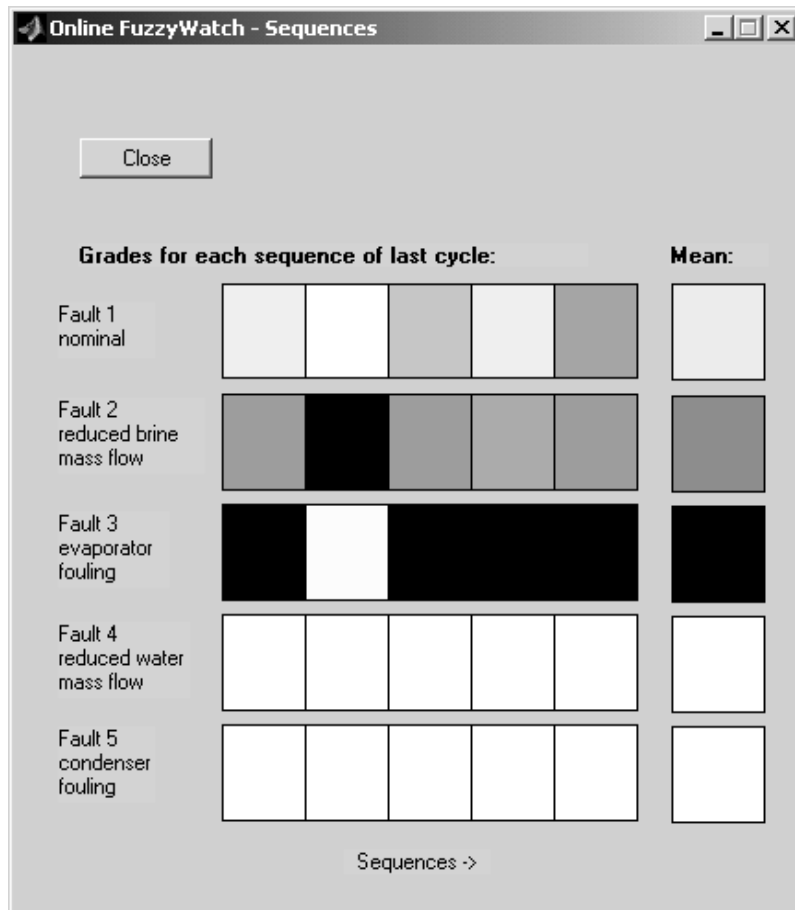 Online FuzzyWatch - Sequences
Close
Grades for each sequence of last cycle:
Mean:
Fault 1
nominal
Fault 2
reduced brine
mass flow
Fault 3
evaporator
fouling
Fault 4
reduced water
mass flow
Fault 5
condenser
fouling
Sequences ->